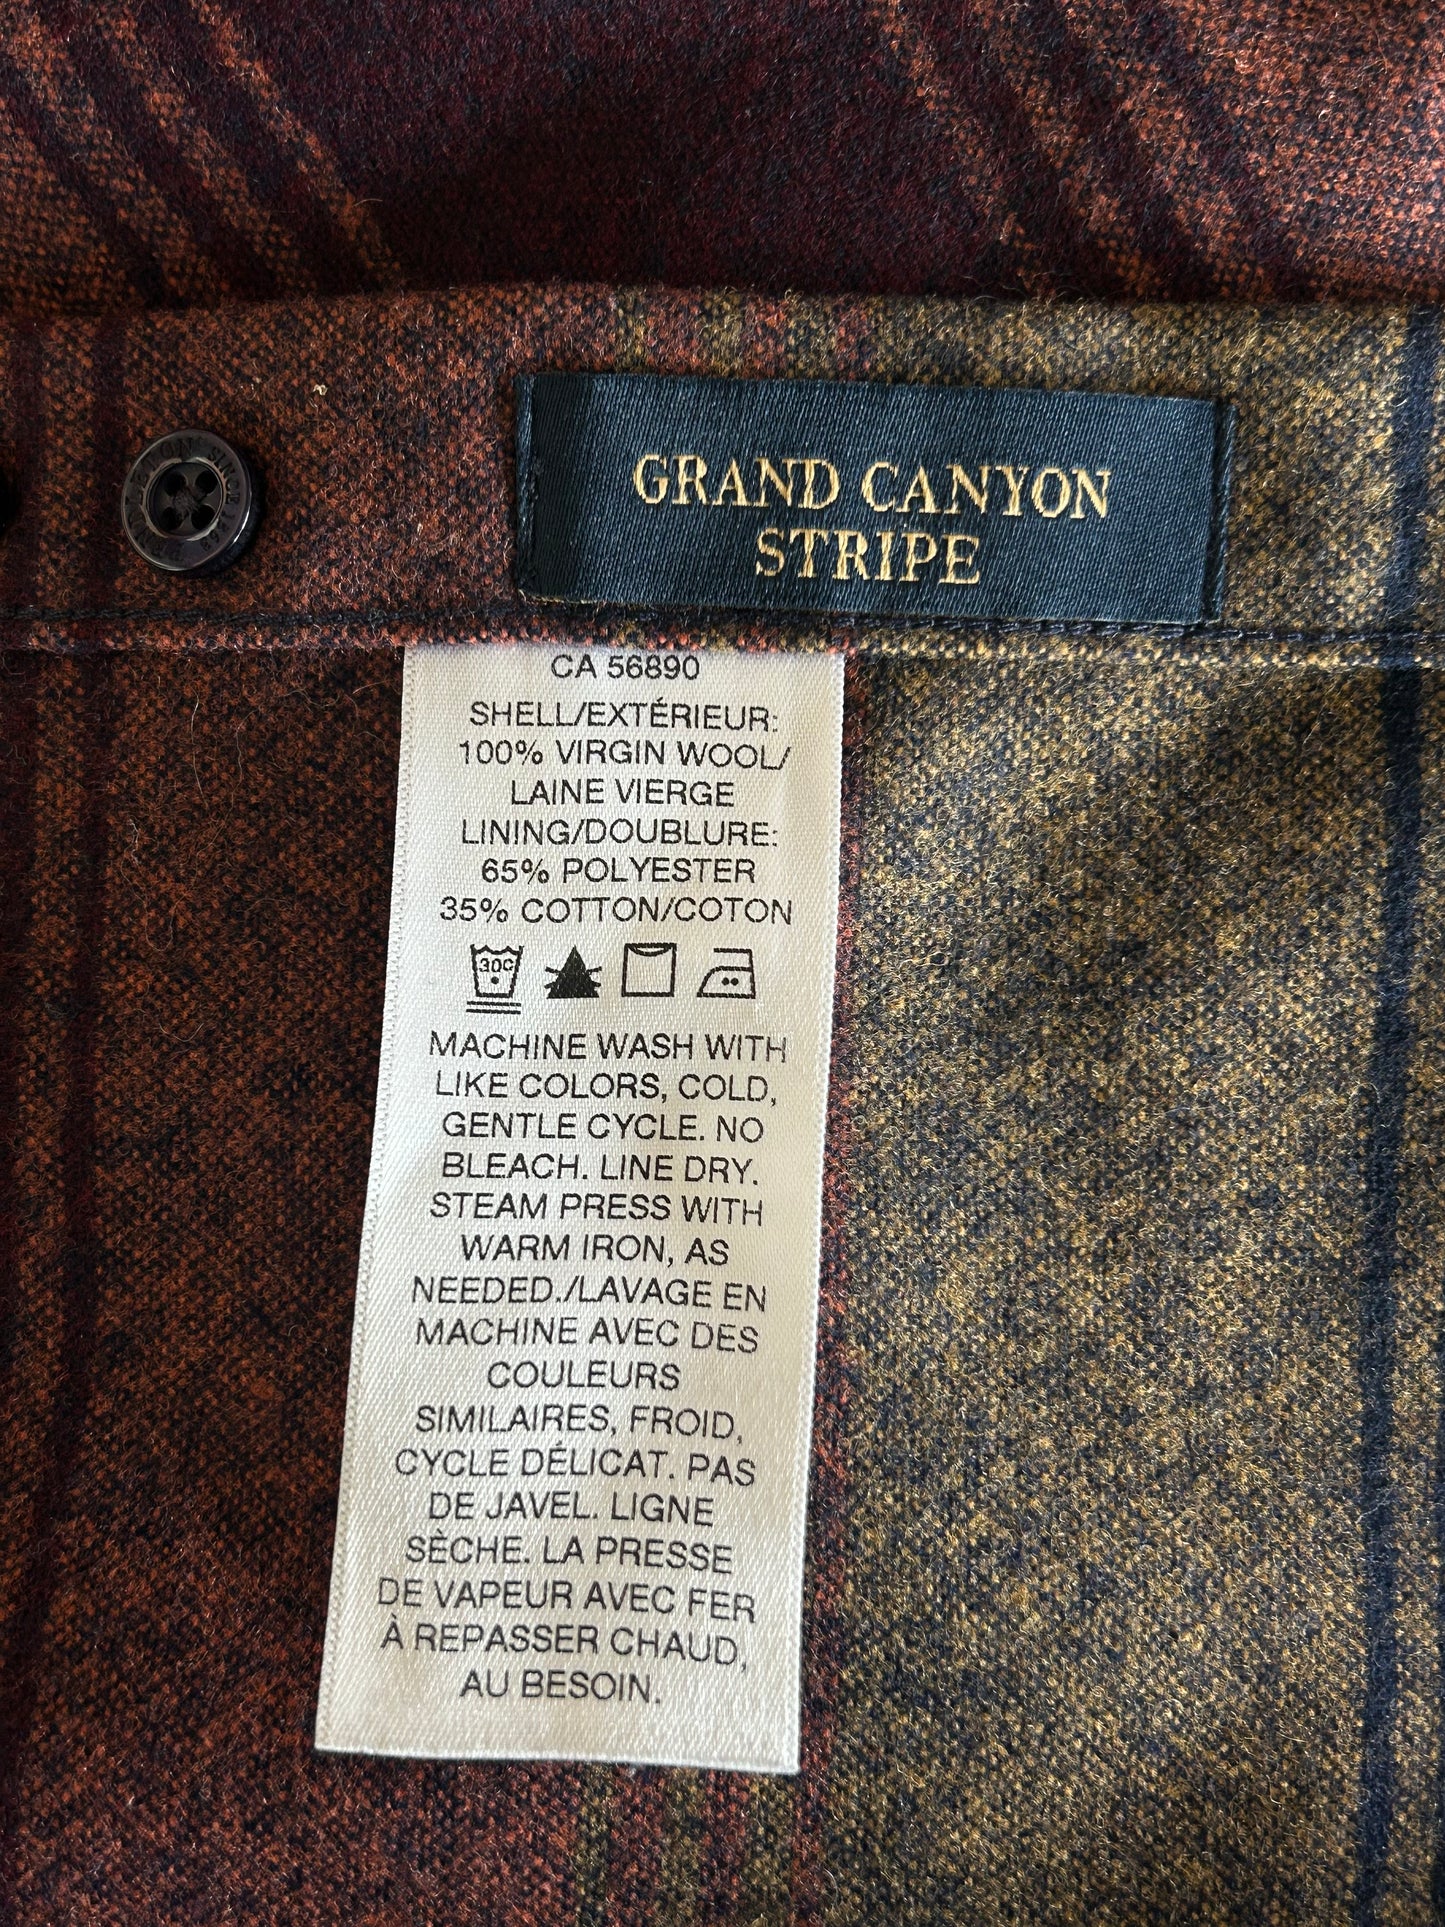 PENDLETON SINCE 1863
GRAND CANYON
STRIPE
CA 56890
SHELL/EXTÉRIEUR:
100% VIRGIN WOOL/
LAINE VIERGE
LINING/DOUBLURE:
65% POLYESTER
35% COTTON/COTON
30C
MACHINE WASH WITH
LIKE COLORS, COLD,
GENTLE CYCLE. NO
BLEACH. LINE DRY.
STEAM PRESS WITH
WARM IRON, AS
NEEDED./LAVAGE EN
MACHINE AVEC DES
COULEURS
SIMILAIRES, FROID,
CYCLE DÉLICAT. PAS
DE JAVEL. LIGNE
SÈCHE. LA PRESSE
DE VAPEUR AVEC FER
À REPASSER CHAUD,
AU BESOIN.